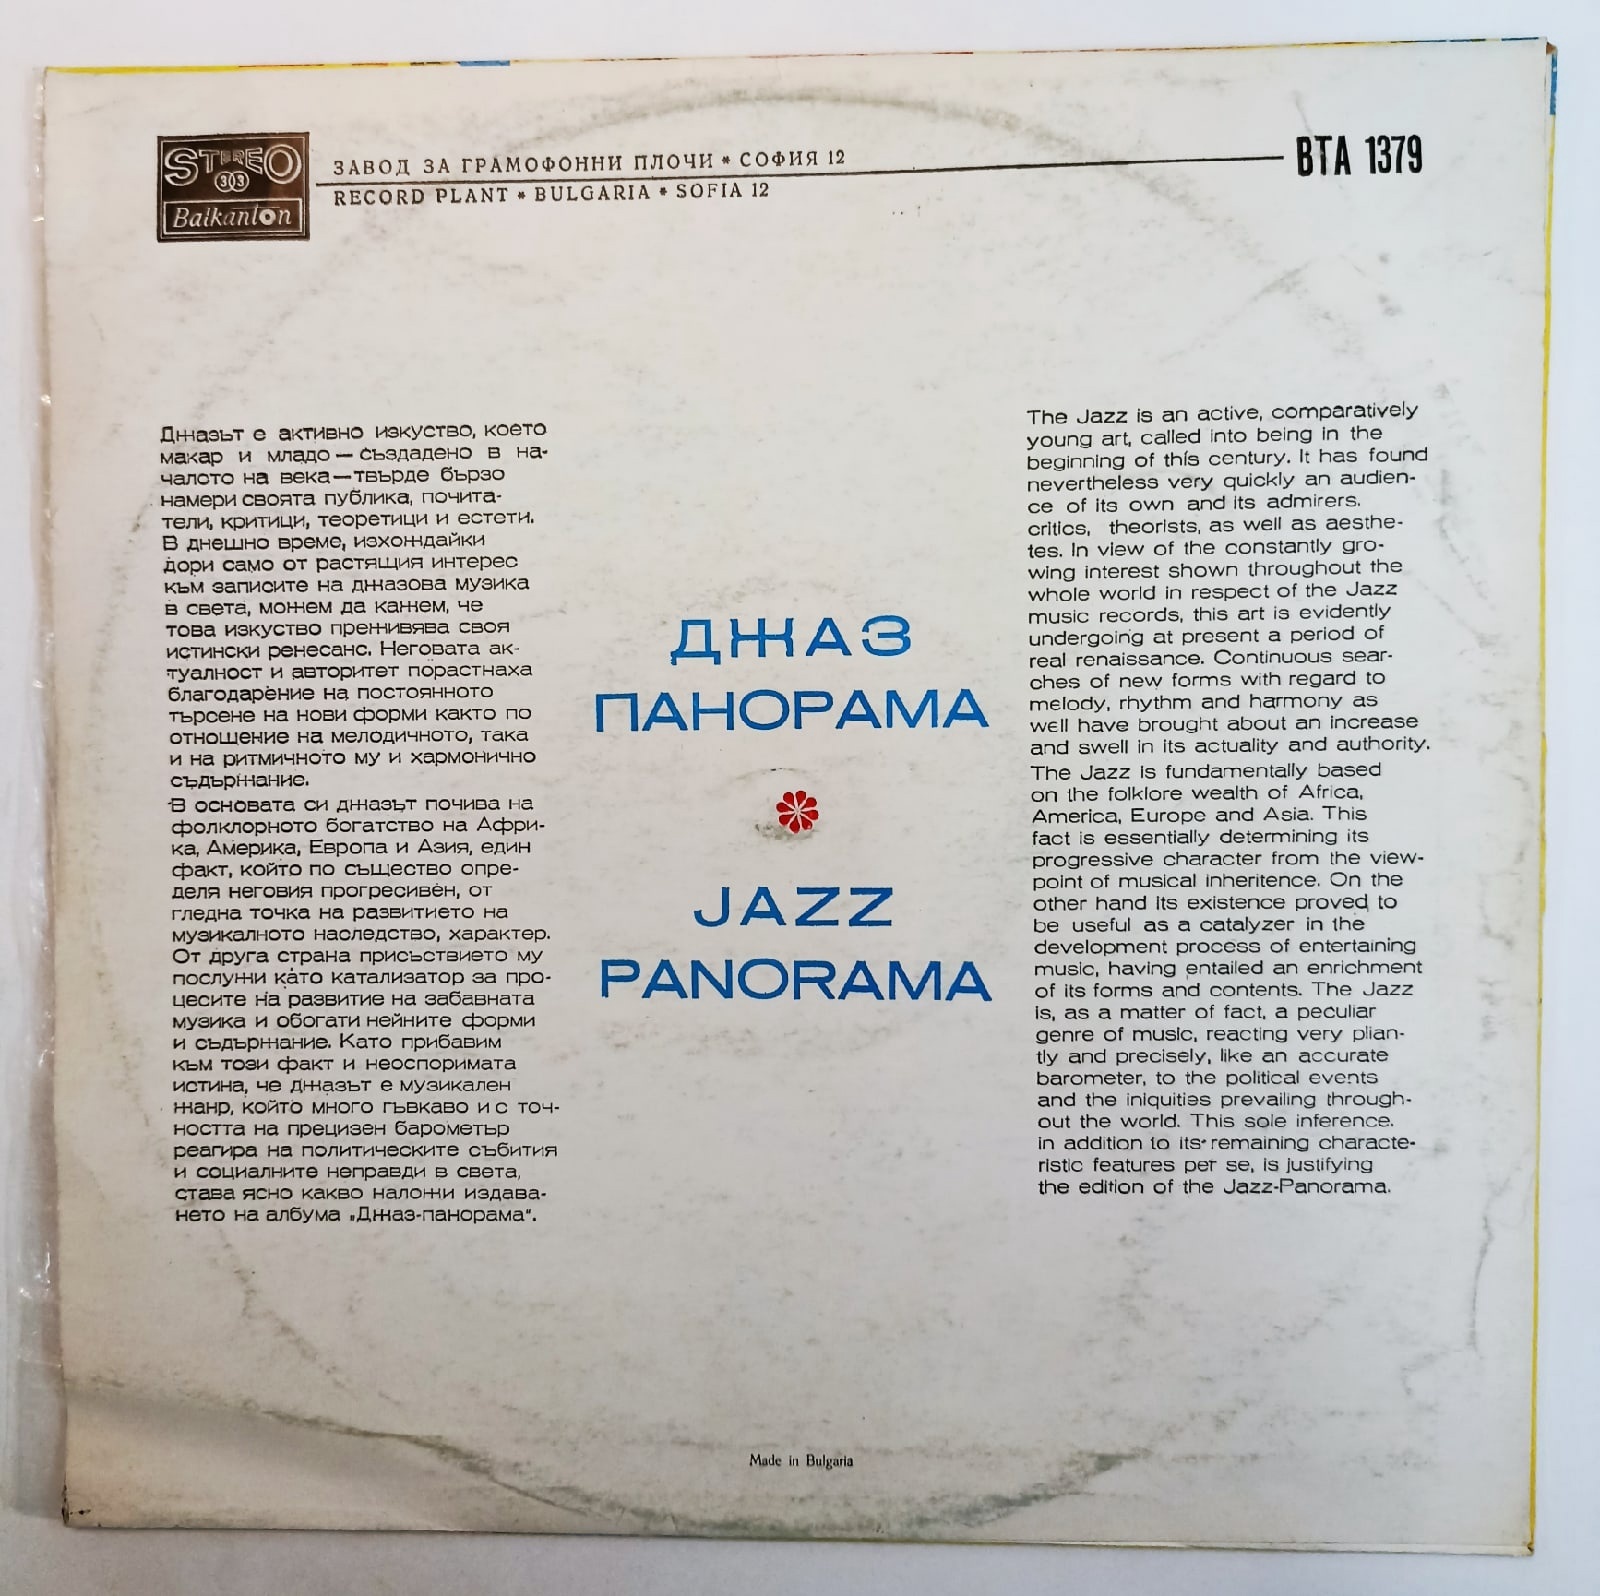 STEREO
33
Balkanton
ЗАВОД ЗА ГРАМОФОННИ ПЛОЧИ * СОФИЯ 12
RECORD PLANT * BULGARIA * SOFIA 12
ВТА 1379
Джазът е активно изкуство, което
макар и младо — създадено в на-
чалото на века — твърде бързо
намери своята публика, почита-
тели, критици, теоретици и естети.
В днешно време, изхождайки
дори само от растящия интерес
към записите на джазова музика
в света, можем да кажем, че
това изкуство преживява своя
истински ренесанс. Неговата ак-
туалност и авторитет порастнаха
благодарение на постоянното
търсене на нови форми както по
отношение на мелодичното, така
и на ритмичното му и хармонично
съдържание.
В основата си джазът почива на
фолклорното богатство на Афри-
ка, Америка, Европа и Азия, един
факт, който по същество опре-
деля неговия прогресивен, от
гледна точка на развитието на
музикалното наследство, характер.
От друга страна присъствието му
послужи като катализатор за про-
цесите на развитие на забавната
музика и обогати нейните форми
и съдържание. Като прибавим
към този факт и неоспоримата
истина, че джазът е музикален
жанр, който много гъвкаво и с точ-
ността на прецизен барометър
реагира на политическите събития
и социалните неправди в света,
става ясно какво наложи издава-
нето на албума „Джаз-панорама“.
ДЖАЗ
ПАНОРАМА
JAZZ
PANORAMA
The Jazz is an active, comparatively
young art, called into being in the
beginning of this century. It has found
nevertheless very quickly an audien-
ce of its own and its admirers.
critics, theorists, as well as aesthe-
tes. In view of the constantly gro-
wing interest shown throughout the
whole world in respect of the Jazz
music records, this art is evidently
undergoing at present a period of
real renaissance. Continuous sear-
ches of new forms with regard to
melody, rhythm and harmony as
well have brought about an increase
and swell in its actuality and authority.
The Jazz is fundamentally based
on the folklore wealth of Africa,
America, Europe and Asia. This
fact is essentially determining its
progressive character from the view-
point of musical inheritence. On the
other hand its existence proved to
be useful as a catalyzer in the
development process of entertaining
music, having entailed an enrichment
of its forms and contents. The Jazz
is, as a matter of fact, a peculiar
genre of music, reacting very plian-
tly and precisely, like an accurate
barometer, to the political events
and the iniquities prevailing through-
out the world. This sole inference.
in addition to its remaining characte-
ristic features per se, is justifying
the edition of the Jazz-Panorama.
Made in Bulgaria